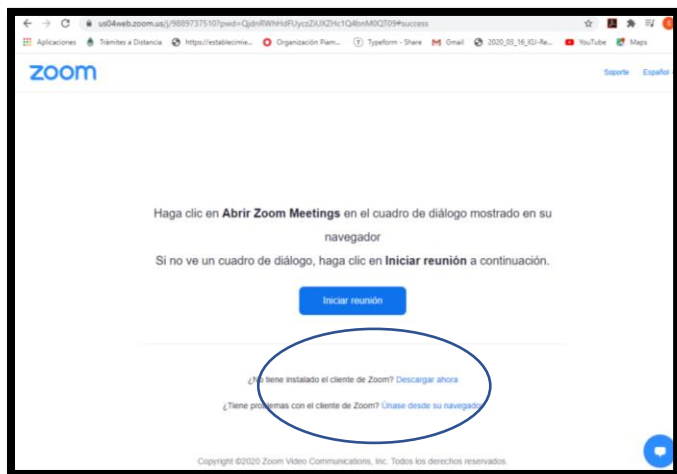 us04web.zoom.us/j/9889737510?pwd=QjdnRWhHdFUyczZiUXZHc1Q4bnM0QT09#success
Aplicaciones Trámites a Distancia https://establecimie... Organización Piam... Typeform - Share Gmail 2020_03_16_IGJ-Re... YouTube Maps
zoom Soporte Español
Haga clic en Abrir Zoom Meetings en el cuadro de diálogo mostrado en su
navegador
Si no ve un cuadro de diálogo, haga clic en Iniciar reunión a continuación.
Iniciar reunión
¿No tiene instalado el cliente de Zoom? Descargar ahora
¿Tiene problemas con el cliente de Zoom? Únase desde su navegador
Copyright ©2020 Zoom Video Communications, Inc. Todos los derechos reservados.